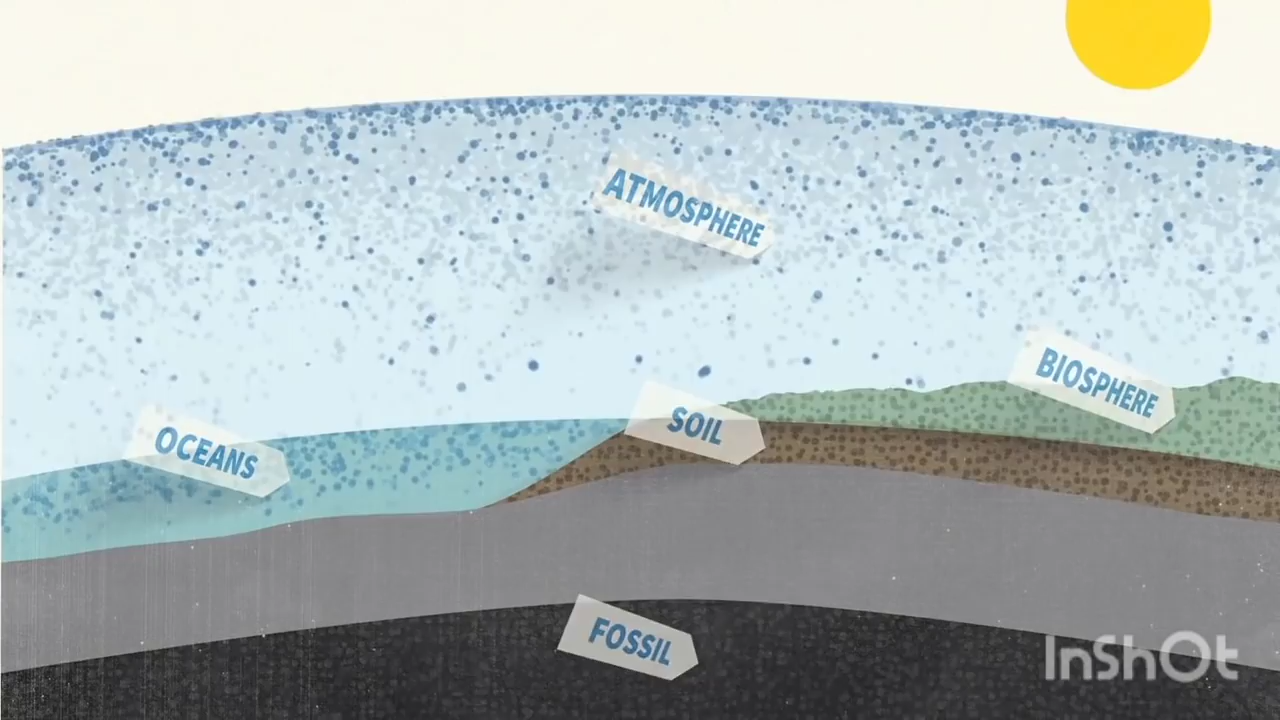 ATMOSPHERE
BIOSPHERE
SOIL
OCEANS
FOSSIL
InShOt